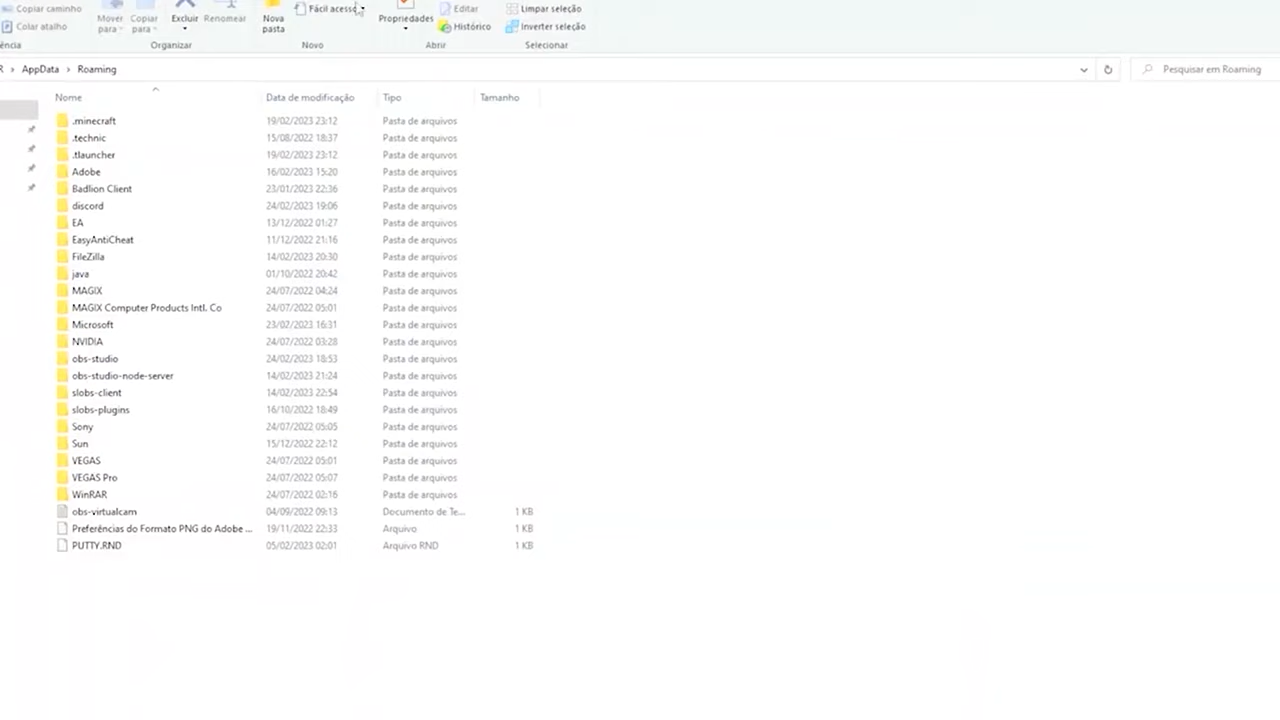 Copiar caminho
Colar atalho
ência
Mover para
Copiar para
Excluir
Renomear
Organizar
Nova pasta
Fácil acesso
Novo
Propriedades
Editar
Histórico
Abrir
Limpar seleção
Inverter seleção
Selecionar
R > AppData > Roaming
Pesquisar em Roaming
Nome Data de modificação Tipo Tamanho
.minecraft 19/02/2023 23:12 Pasta de arquivos
.technic 15/08/2022 18:37 Pasta de arquivos
.tlauncher 19/02/2023 23:12 Pasta de arquivos
Adobe 16/02/2023 15:20 Pasta de arquivos
Badlion Client 23/01/2023 22:36 Pasta de arquivos
discord 24/02/2023 19:06 Pasta de arquivos
EA 13/12/2022 01:27 Pasta de arquivos
EasyAntiCheat 11/12/2022 21:16 Pasta de arquivos
FileZilla 14/02/2023 20:30 Pasta de arquivos
java 01/10/2022 20:42 Pasta de arquivos
MAGIX 24/07/2022 04:24 Pasta de arquivos
MAGIX Computer Products Intl. Co 24/07/2022 05:01 Pasta de arquivos
Microsoft 23/02/2023 16:31 Pasta de arquivos
NVIDIA 24/07/2022 03:28 Pasta de arquivos
obs-studio 24/02/2023 18:53 Pasta de arquivos
obs-studio-node-server 14/02/2023 21:24 Pasta de arquivos
slobs-client 14/02/2023 22:54 Pasta de arquivos
slobs-plugins 16/10/2022 18:49 Pasta de arquivos
Sony 24/07/2022 05:05 Pasta de arquivos
Sun 15/12/2022 22:12 Pasta de arquivos
VEGAS 24/07/2022 05:01 Pasta de arquivos
VEGAS Pro 24/07/2022 05:07 Pasta de arquivos
WinRAR 24/07/2022 02:16 Pasta de arquivos
obs-virtualcam 04/09/2022 09:13 Documento de Te... 1 KB
Preferências do Formato PNG do Adobe ... 19/11/2022 22:33 Arquivo 1 KB
PUTTY.RND 05/02/2023 02:01 Arquivo RND 1 KB